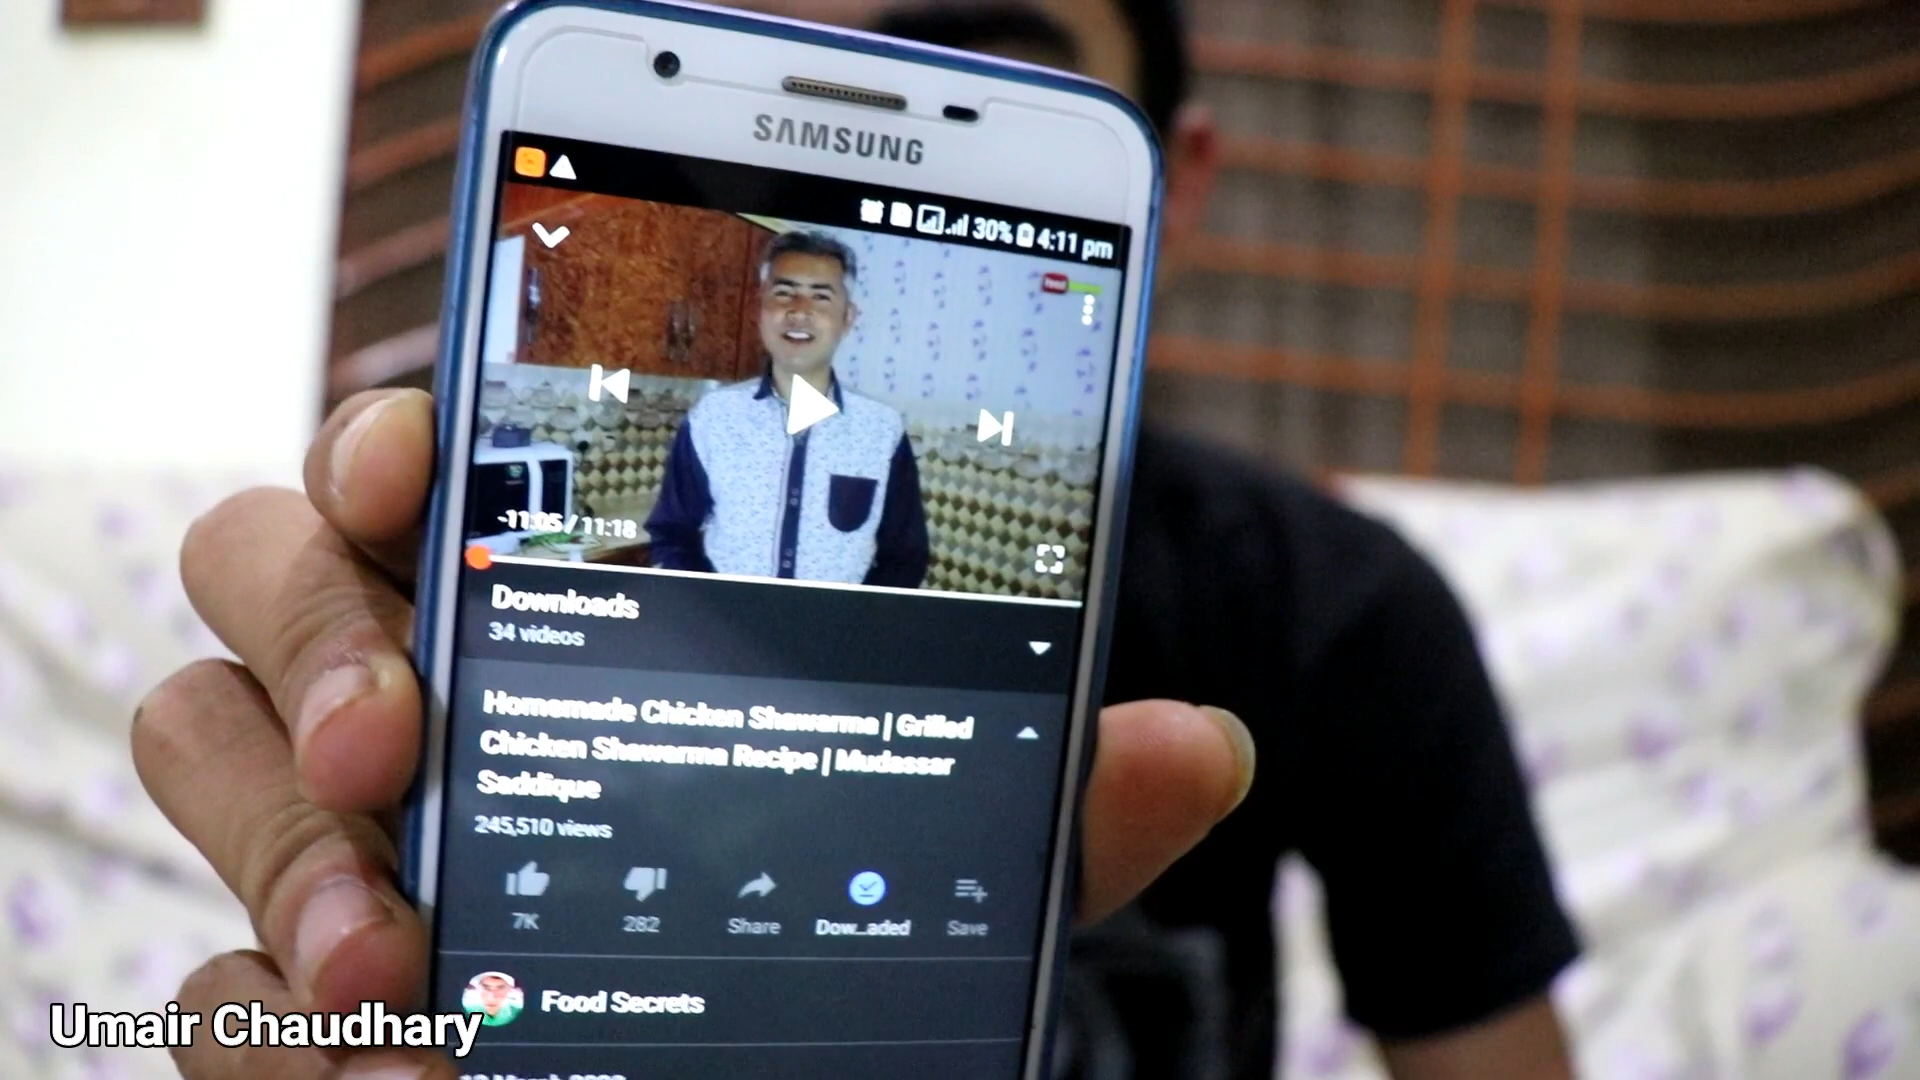 SAMSUNG
30% 4:11 pm
-11:05 / 11:18
Downloads
34 videos
Homemade Chicken Shawarma | Grilled
Chicken Shawarma Recipe | Mudassar
Saddique
245,510 views
7K 282 Share Dow...aded Save
Food Secrets
Umair Chaudhary